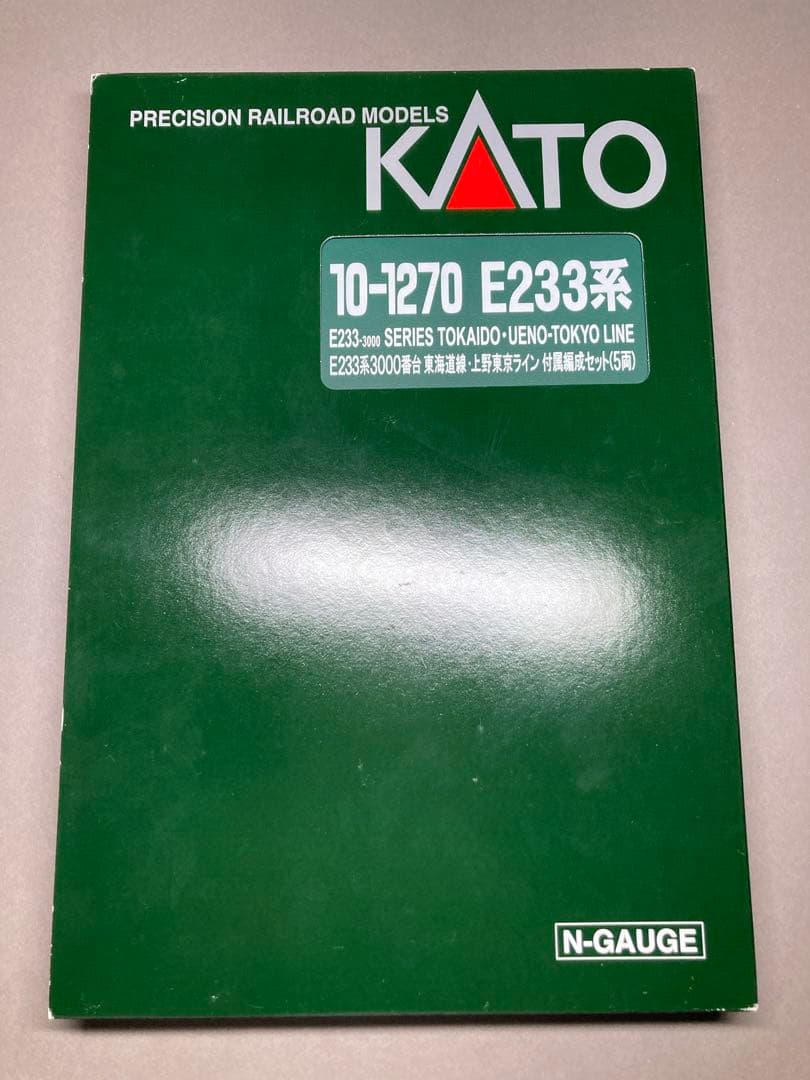 PRECISION RAILROAD MODELS
KATO
10-1270 E233系
E233-3000 SERIES TOKAIDO・UENO-TOKYO LINE
E233系3000番台 東海道線・上野東京ライン 付属編成セット(5両)
N-GAUGE